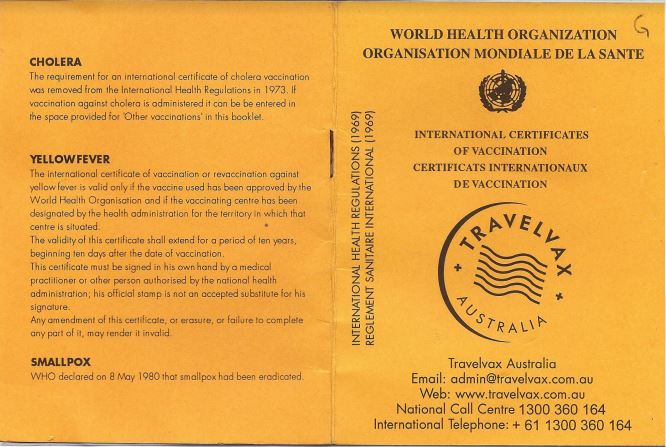 CHOLERA
The requirement for an international certificate of cholera vaccination
was removed from the International Health Regulations in 1973. If
vaccination against cholera is administered it can be be entered in
the space provided for 'Other vaccinations' in this booklet.
YELLOWFEVER
The international certificate of vaccination or revaccination against
yellow fever is valid only if the vaccine used has been approved by the
World Health Organisation and if the vaccinating centre has been
designated by the health administration for the territory in which that
centre is situated.
The validity of this certificate shall extend for a period of ten years,
beginning ten days after the date of vaccination.
This certificate must be signed in his own hand by a medical
practitioner or other person authorised by the national health
administration; his official stamp is not an accepted substitute for his
signature.
Any amendment of this certificate, or erasure, or failure to complete
any part of it, may render it invalid.
SMALLPOX
WHO declared on 8 May 1980 that smallpox had been eradicated.
INTERNATIONAL HEALTH REGULATIONS (1969)
REGLEMENT SANITAIRE INTERNATIONAL (1969)
G
WORLD HEALTH ORGANIZATION
ORGANISATION MONDIALE DE LA SANTE
INTERNATIONAL CERTIFICATES
OF VACCINATION
CERTIFICATS INTERNATIONAUX
DE VACCINATION
TRAVELVAX
AUSTRALIA
Travelvax Australia
Email: admin@travelvax.com.au
Web: www.travelvax.com.au
National Call Centre 1300 360 164
International Telephone: + 61 1300 360 164